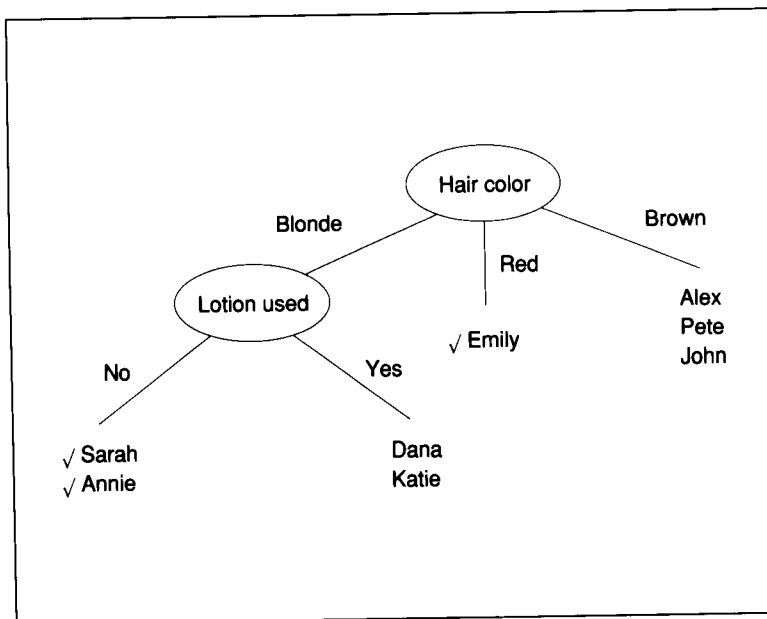 Hair color
Blonde
Red
Brown
Lotion used
Alex
Pete
John
√ Emily
No
Yes
√ Sarah
√ Annie
Dana
Katie